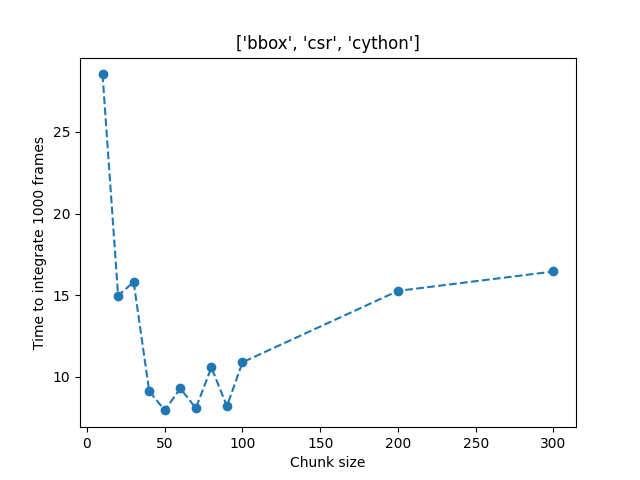 ['bbox', 'csr', 'cython']
Time to integrate 1000 frames
25
20
15
10
0 50 100 150 200 250 300
Chunk size